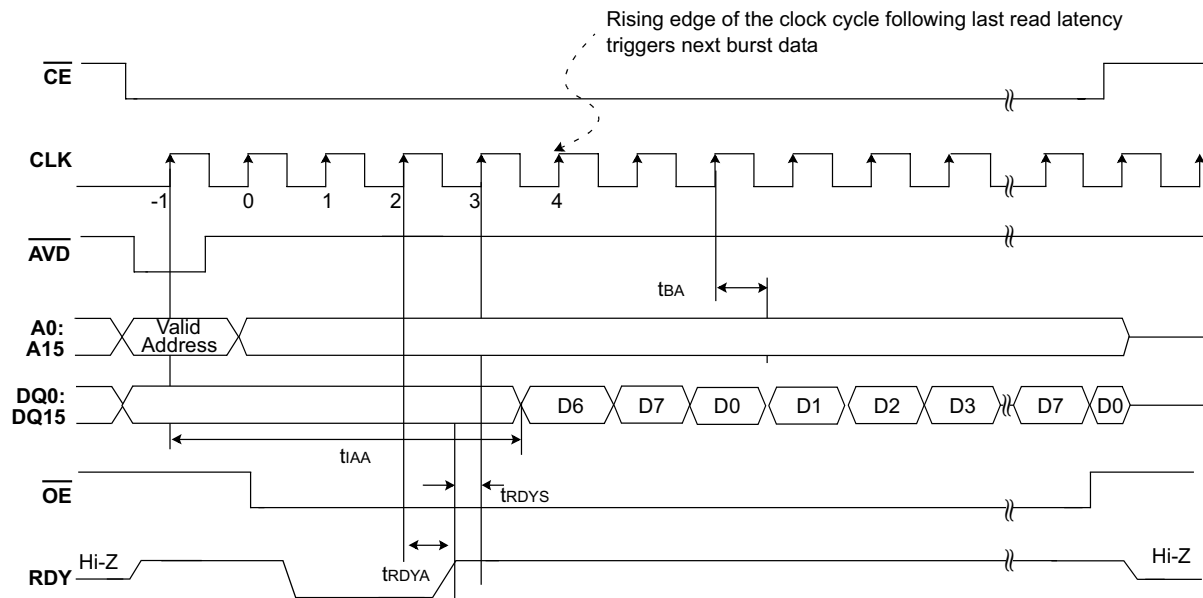 Rising edge of the clock cycle following last read latency
triggers next burst data
CE
CLK
-1 0 1 2 3 4
AVD
tBA
A0:
A15
Valid
Address
DQ0:
DQ15
D6 D7 D0 D1 D2 D3 D7 D0
tIAA
OE
tRDYS
Hi-Z
RDY
tRDYA
Hi-Z